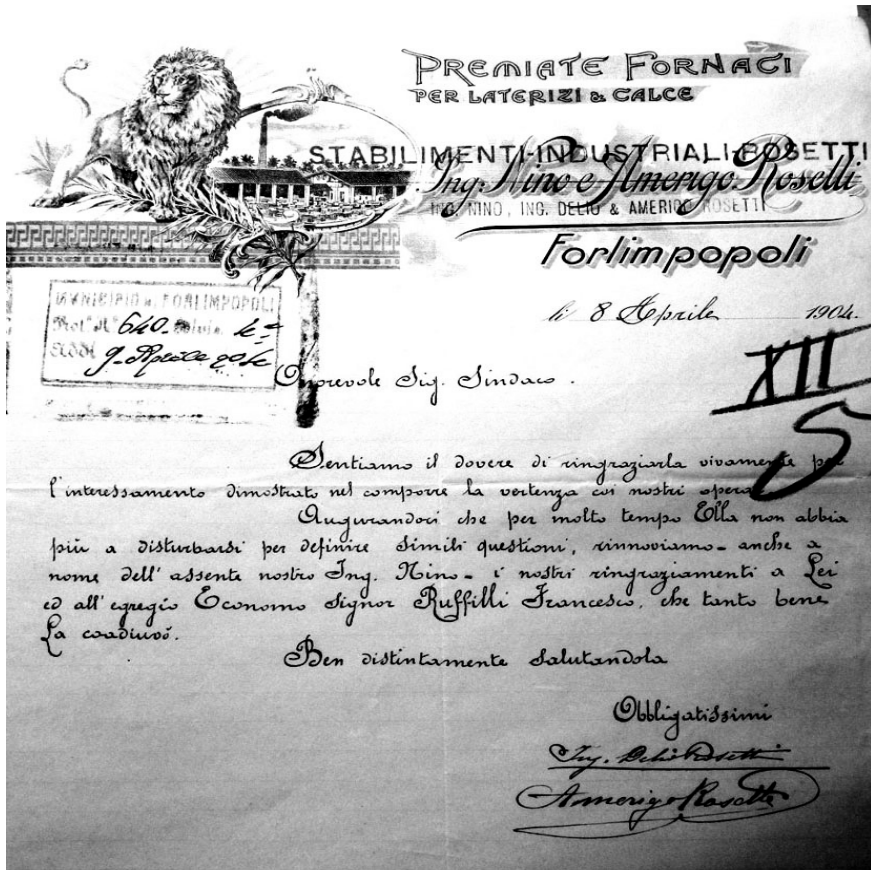 PREMIATE FORNACI
PER LATERIZI & CALCE
STABILIMENTI-INDUSTRIALI-ROSETTI
Ing: Nino e Amerigo Rosetti
ING. NINO, ING. DELIO & AMERIGO ROSETTI
Forlimpopoli
MUNICIPIO DI FORLIMPOPOLI
Prot. N° 640.
Addì 9. Aprile 904
li 8 Aprile 1904.
XII
5
Onorevole Sig. Sindaco.
Sentiamo il dovere di ringraziarla vivamente per
l'interessamento dimostrato nel comporre la vertenza coi nostri operai
Augurandoci che per molto tempo Ella non abbia
più a disturbarsi per definire simili questioni, rinnoviamo - anche a
nome dell'assente nostro Ing. Nino - i nostri ringraziamenti a Lei
ed all'egregio Economo Signor Ruffilli Francesco, che tanto bene
La coadiuvò.
Ben distintamente salutandola
Obbligatissimi
Ing. Delio Rosetti
Amerigo Rosetti